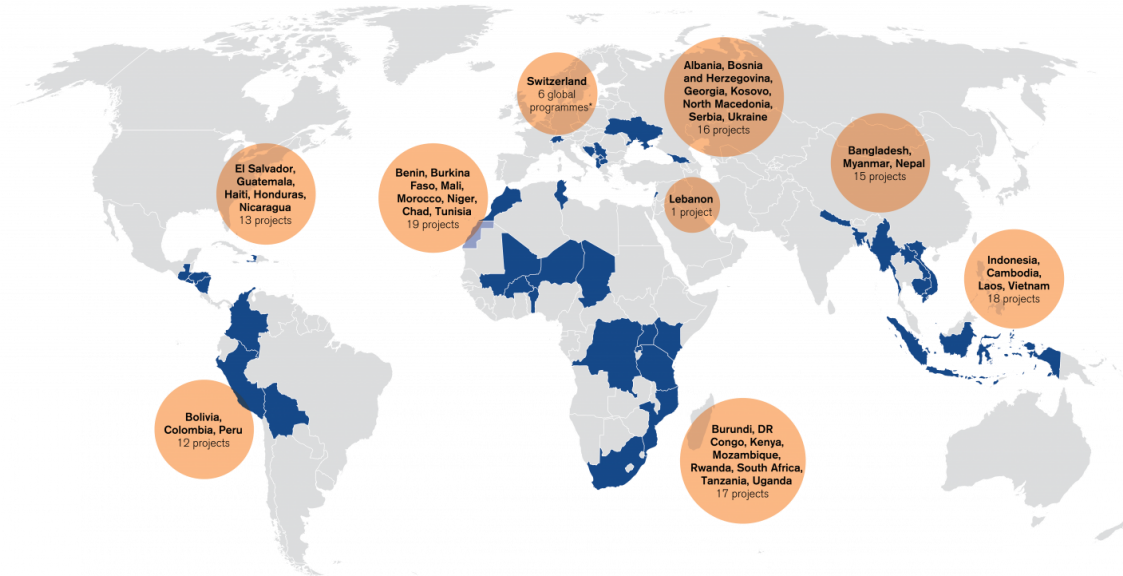 Switzerland
6 global
programmes*
Albania, Bosnia
and Herzegovina,
Georgia, Kosovo,
North Macedonia,
Serbia, Ukraine
16 projects
El Salvador,
Guatemala,
Haiti, Honduras,
Nicaragua
13 projects
Benin, Burkina
Faso, Mali,
Morocco, Niger,
Chad, Tunisia
19 projects
Lebanon
1 project
Bangladesh,
Myanmar, Nepal
15 projects
Indonesia,
Cambodia,
Laos, Vietnam
18 projects
Bolivia,
Colombia, Peru
12 projects
Burundi, DR
Congo, Kenya,
Mozambique,
Rwanda, South Africa,
Tanzania, Uganda
17 projects